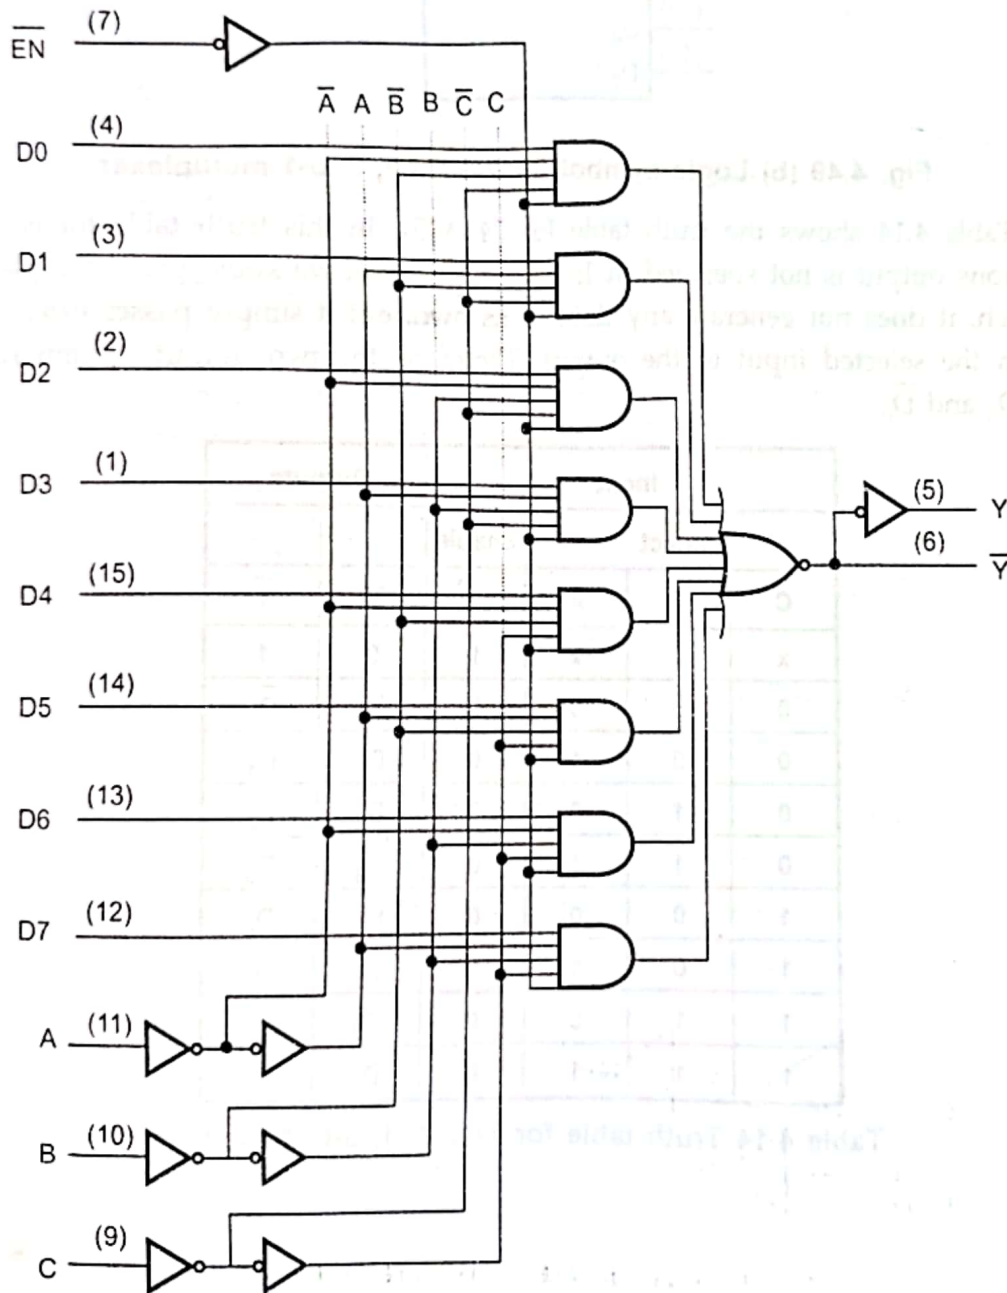 E̅N̅ (7)
A̅ A B̅ B C̅ C
D0 (4)
D1 (3)
D2 (2)
D3 (1)
(5) Y
(6) Y̅
D4 (15)
D5 (14)
D6 (13)
D7 (12)
A (11)
B (10)
C (9)